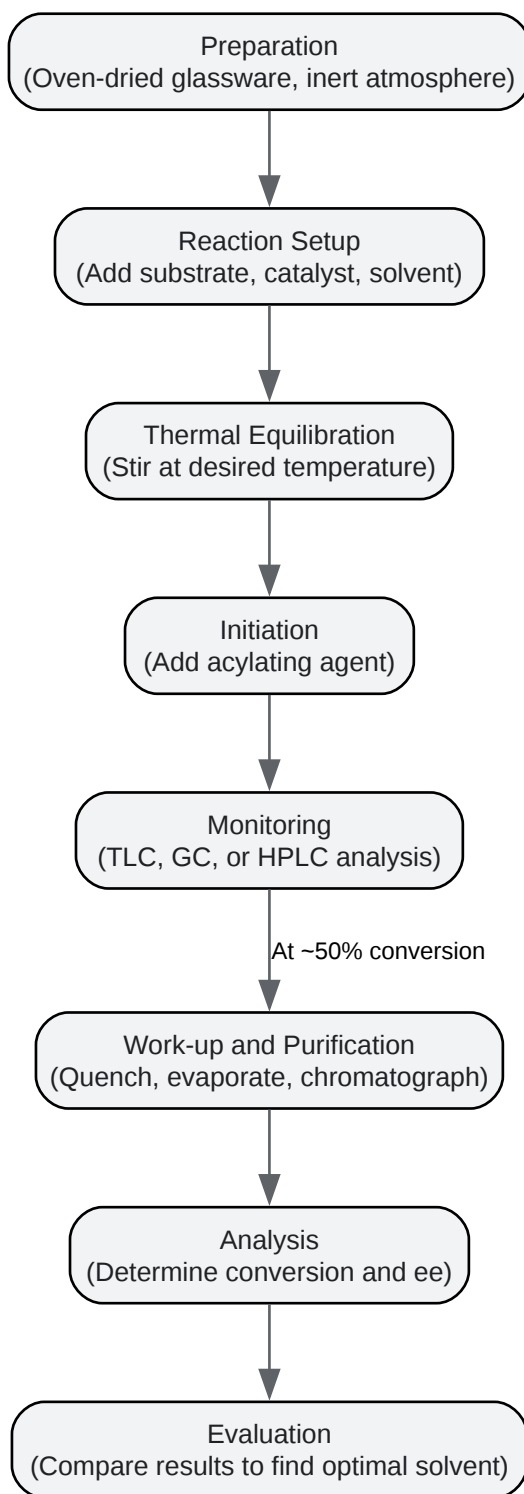 Preparation
(Oven-dried glassware, inert atmosphere)
Reaction Setup
(Add substrate, catalyst, solvent)
Thermal Equilibration
(Stir at desired temperature)
Initiation
(Add acylating agent)
Monitoring
(TLC, GC, or HPLC analysis)
At ~50% conversion
Work-up and Purification
(Quench, evaporate, chromatograph)
Analysis
(Determine conversion and ee)
Evaluation
(Compare results to find optimal solvent)